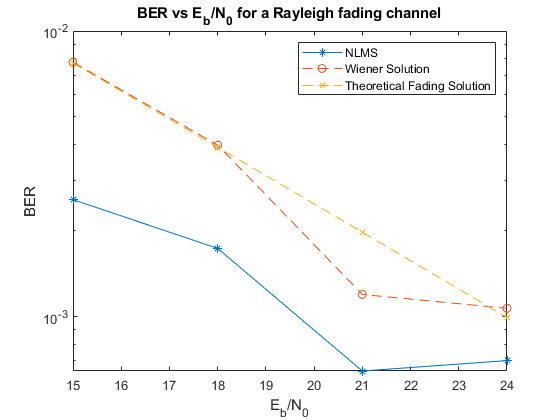 BER vs E_b/N_0 for a Rayleigh fading channel
10^-2
NLMS
Wiener Solution
Theoretical Fading Solution
BER
10^-3
15 16 17 18 19 20 21 22 23 24
E_b/N_0